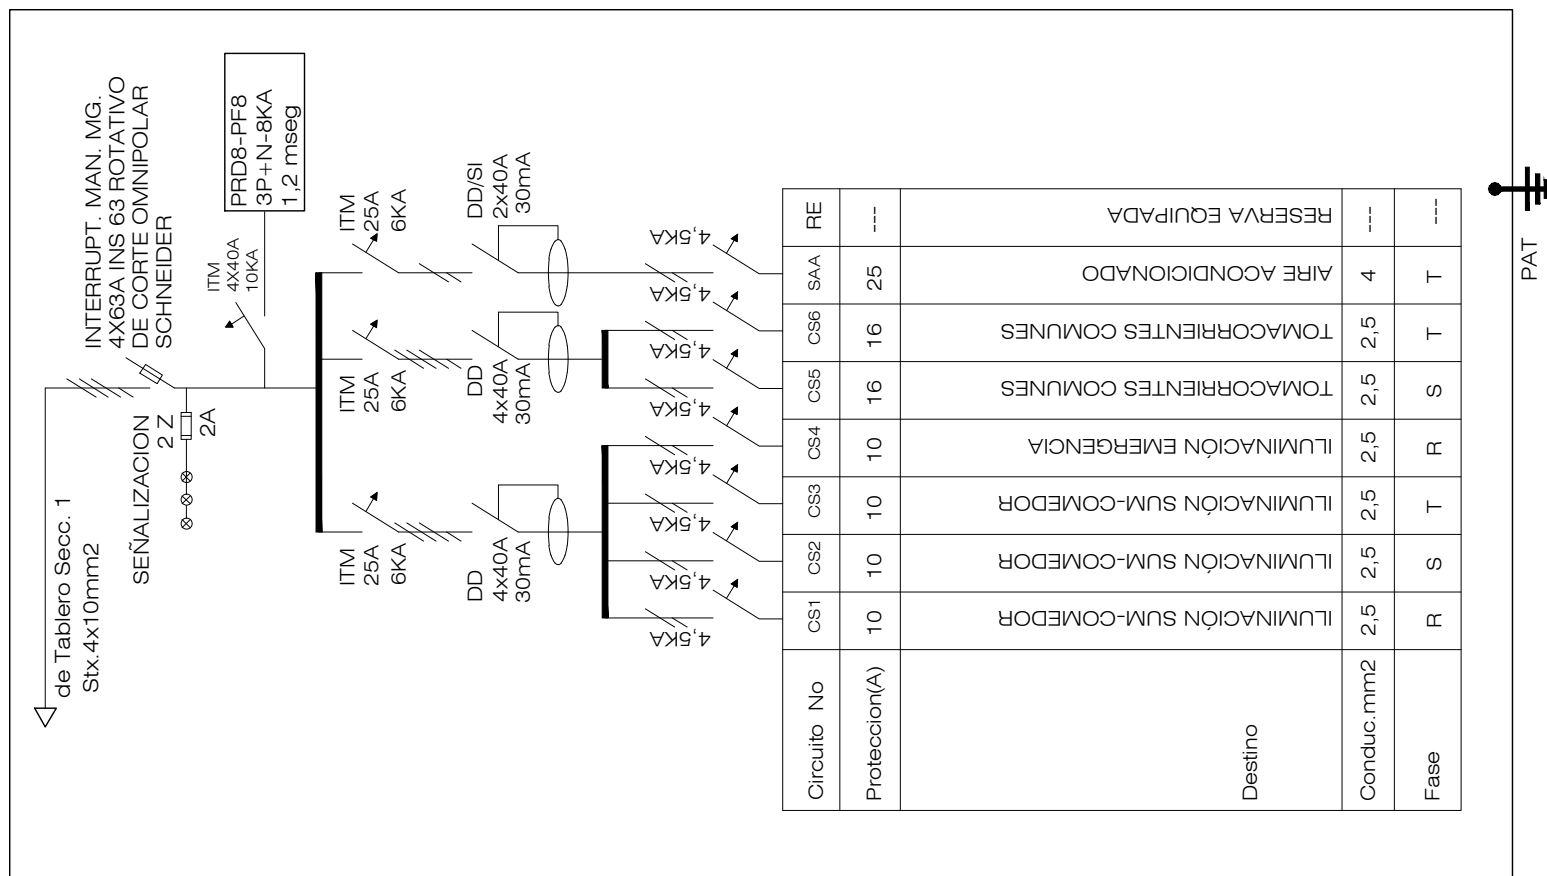 INTERRUPT. MAN. MG.
4X63A INS 63 ROTATIVO
DE CORTE OMNIPOLAR
SCHNEIDER
PRD8-PF8
3P+N-8KA
1,2 mseg
ITM
4X40A
10KA
SEÑALIZACION
2 Z
2A
de Tablero Secc. 1
Stx.4x10mm2
ITM
25A
6KA
DD/SI
2x40A
30mA
ITM
25A
6KA
DD
4x40A
30mA
ITM
25A
6KA
DD
4x40A
30mA
4,5KA
4,5KA
4,5KA
4,5KA
4,5KA
4,5KA
4,5KA
4,5KA
Circuito No CS1 CS2 CS3 CS4 CS5 CS6 SAA RE
Proteccion(A) 10 10 10 10 16 16 25 ---
Destino
ILUMINACIÓN SUM-COMEDOR
ILUMINACIÓN SUM-COMEDOR
ILUMINACIÓN SUM-COMEDOR
ILUMINACIÓN EMERGENCIA
TOMACORRIENTES COMUNES
TOMACORRIENTES COMUNES
AIRE ACONDICIONADO
RESERVA EQUIPADA
Conduc.mm2 2,5 2,5 2,5 2,5 2,5 2,5 4 ---
Fase R S T R S T T ---
PAT